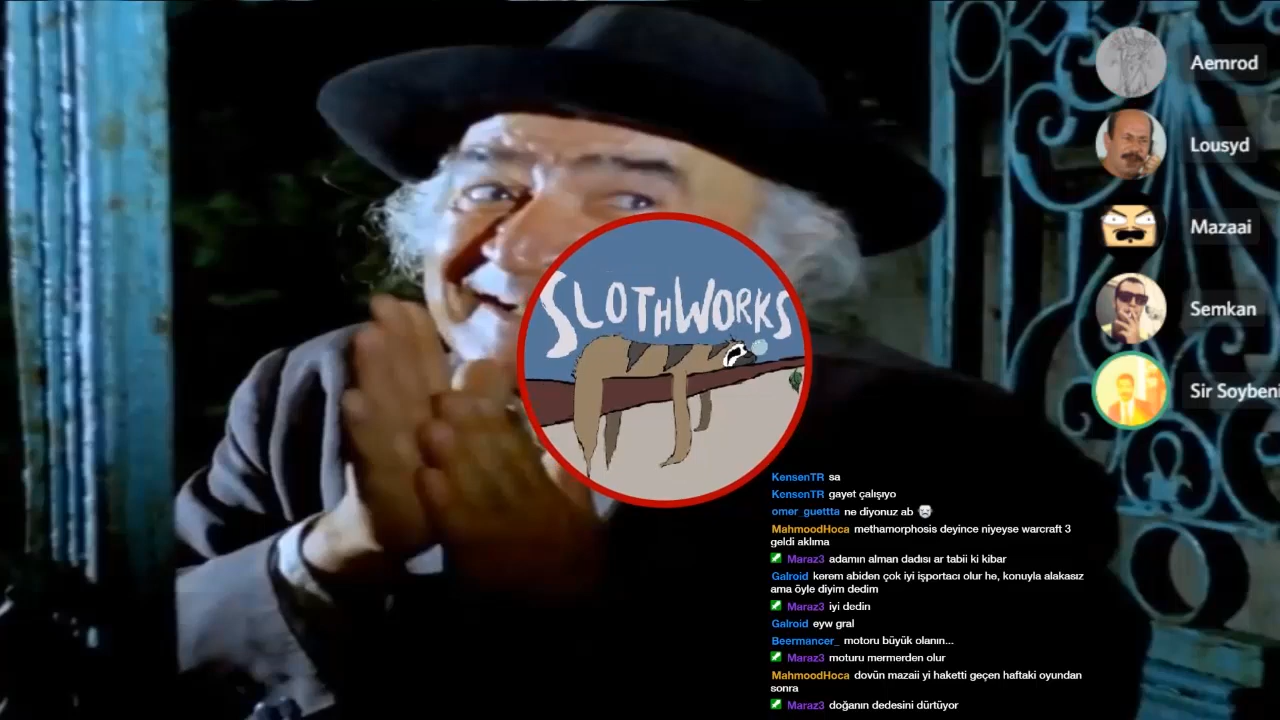 Aemrod
Lousyd
Mazaai
Semkan
Sir Soybeni
SLOTHWORKS
KensenTR sa
KensenTR gayet çalışıyo
omer_guettta ne diyonuz ab
MahmoodHoca methamorphosis deyince niyeyse warcraft 3
geldi aklıma
Maraz3 adamın alman dadısı ar tabii ki kibar
Galroid kerem abiden çok iyi işportacı olur he, konuyla alakasız
ama öyle diyim dedim
Maraz3 iyi dedin
Galroid eyw gral
Beermancer_ motoru büyük olanın...
Maraz3 moturu mermerden olur
MahmoodHoca dovün mazaii yi haketti geçen haftaki oyundan
sonra
Maraz3 doğanın dedesini dürtüyor